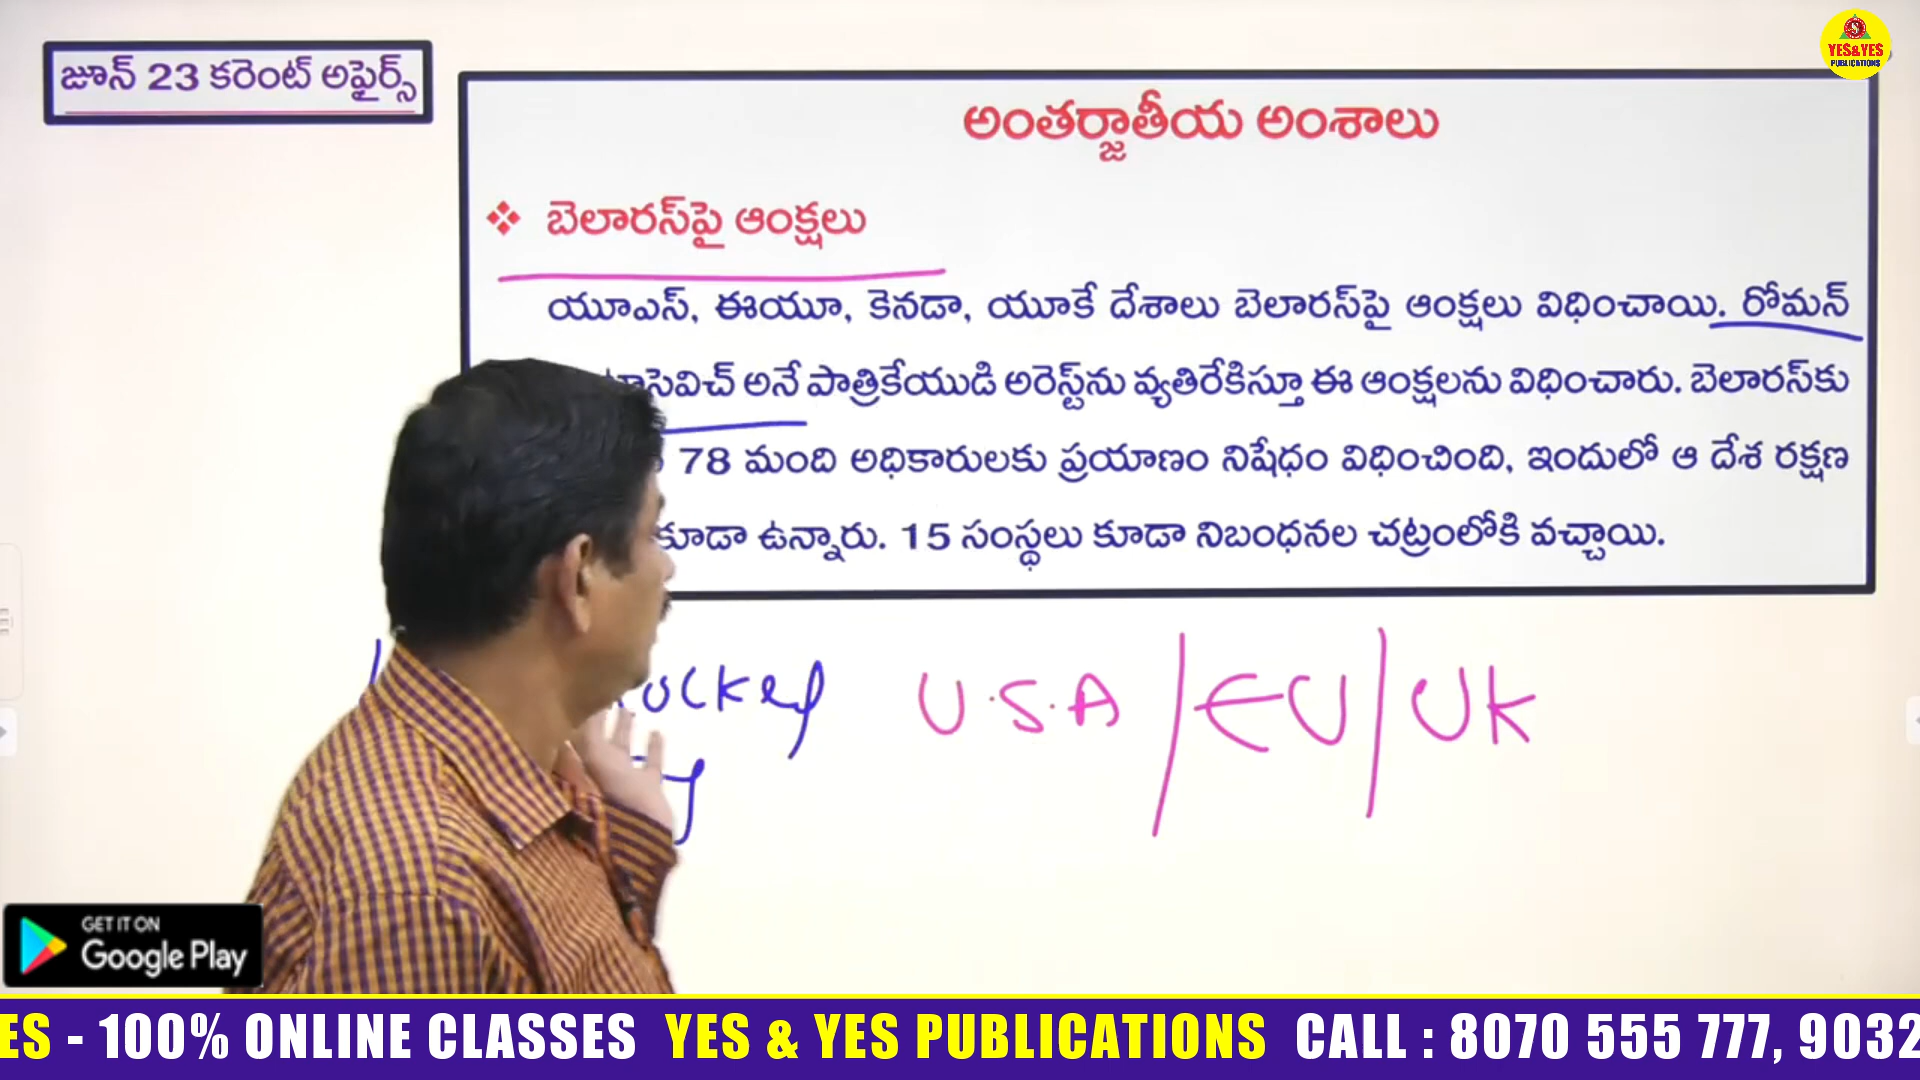 జూన్ 23 కరెంట్ అఫైర్స్
YES&YES
PUBLICATIONS
అంతర్జాతీయ అంశాలు
❖ బెలారస్‌పై ఆంక్షలు
యూఎస్, ఈయూ, కెనడా, యూకే దేశాలు బెలారస్‌పై ఆంక్షలు విధించాయి. రోమన్
అనే పాత్రికేయుడి అరెస్ట్‌ను వ్యతిరేకిస్తూ ఈ ఆంక్షలను విధించారు. బెలారస్‌కు
78 మంది అధికారులకు ప్రయాణం నిషేధం విధించింది, ఇందులో ఆ దేశ రక్షణ
కూడా ఉన్నారు. 15 సంస్థలు కూడా నిబంధనల చట్రంలోకి వచ్చాయి.
U.S.A / EU / UK
GET IT ON
Google Play
ES - 100% ONLINE CLASSES YES & YES PUBLICATIONS CALL : 8070 555 777, 9032